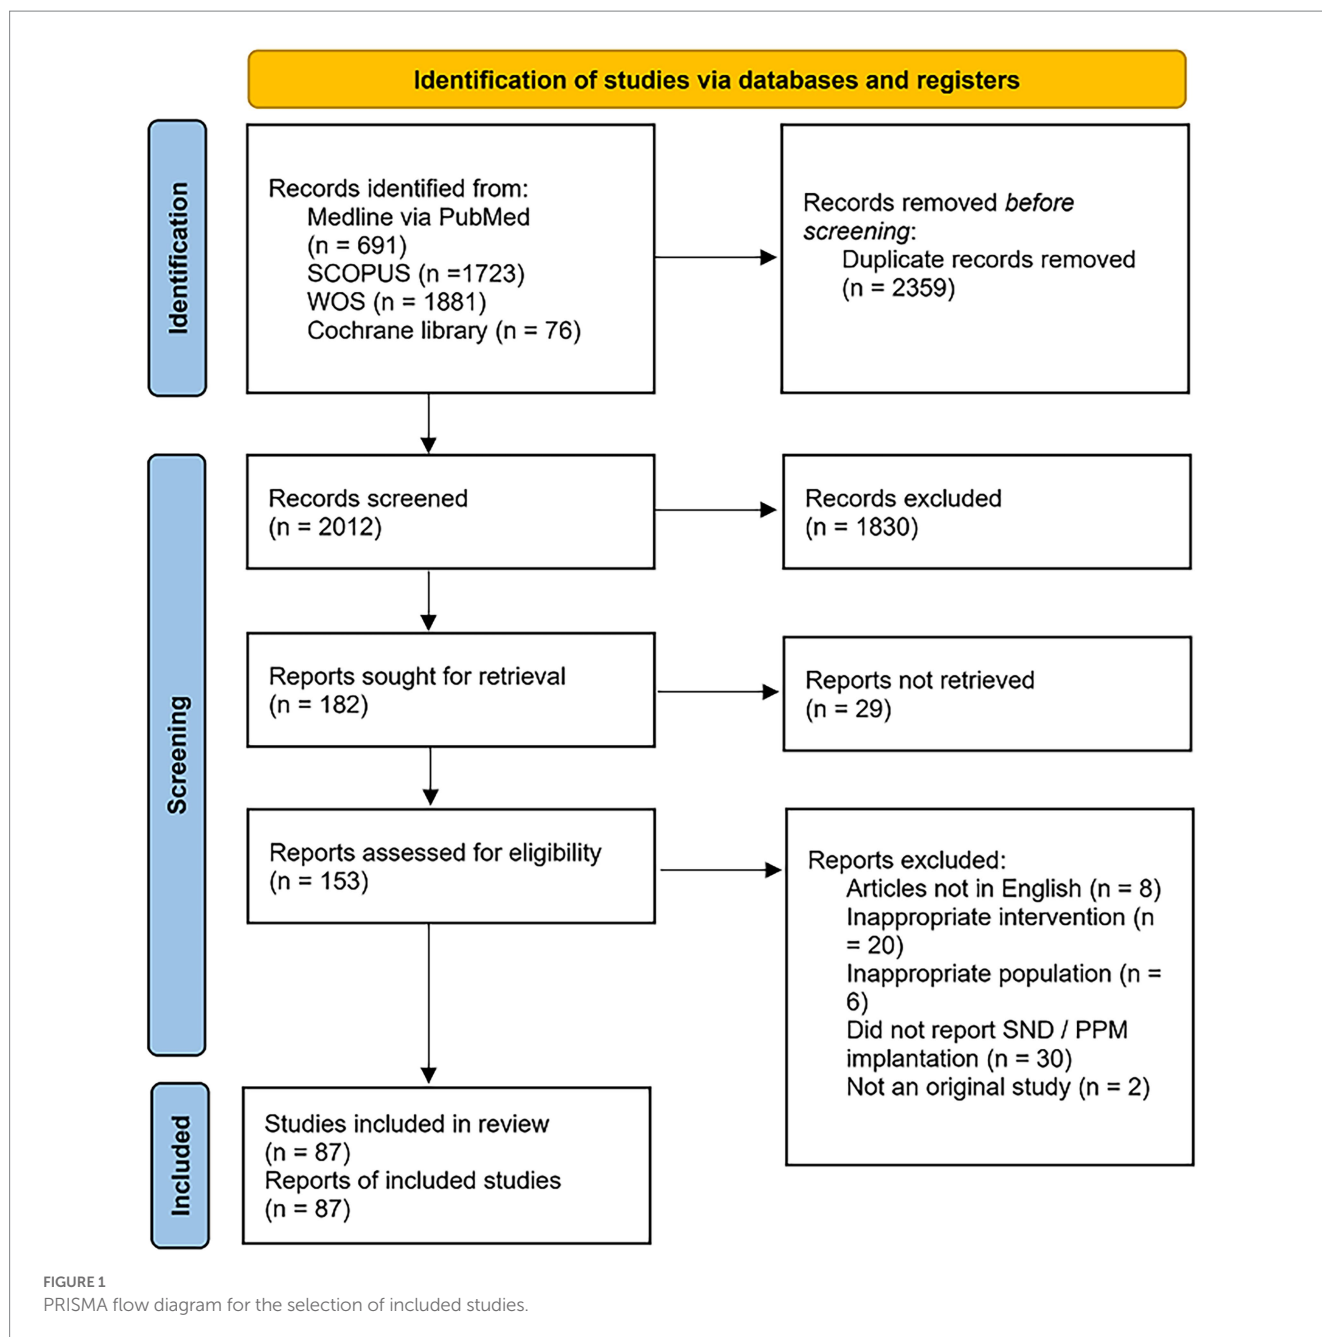 Identification of studies via databases and registers
Identification
Records identified from:
Medline via PubMed
(n = 691)
SCOPUS (n =1723)
WOS (n = 1881)
Cochrane library (n = 76)
Records removed before
screening:
Duplicate records removed
(n = 2359)
Screening
Records screened
(n = 2012)
Records excluded
(n = 1830)
Reports sought for retrieval
(n = 182)
Reports not retrieved
(n = 29)
Reports assessed for eligibility
(n = 153)
Reports excluded:
Articles not in English (n = 8)
Inappropriate intervention (n
= 20)
Inappropriate population (n =
6)
Did not report SND / PPM
implantation (n = 30)
Not an original study (n = 2)
Included
Studies included in review
(n = 87)
Reports of included studies
(n = 87)
FIGURE 1
PRISMA flow diagram for the selection of included studies.